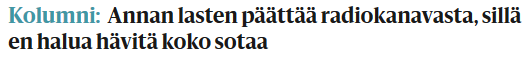 Kolumni: Annan lasten päättää radiokanavasta, sillä
en halua hävitä koko sotaa